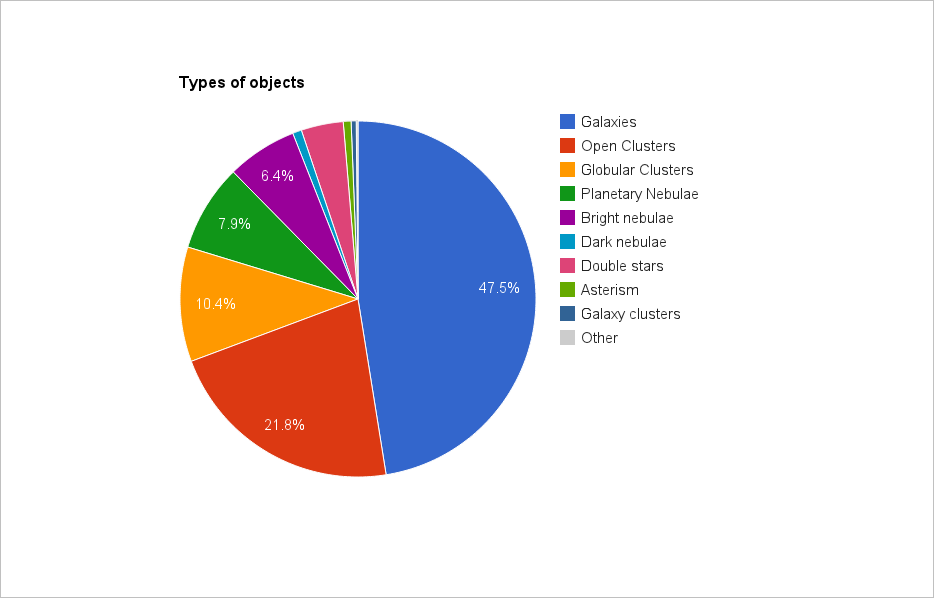 Types of objects
Galaxies
Open Clusters
Globular Clusters
Planetary Nebulae
Bright nebulae
Dark nebulae
Double stars
Asterism
Galaxy clusters
Other
6.4%
7.9%
47.5%
10.4%
21.8%